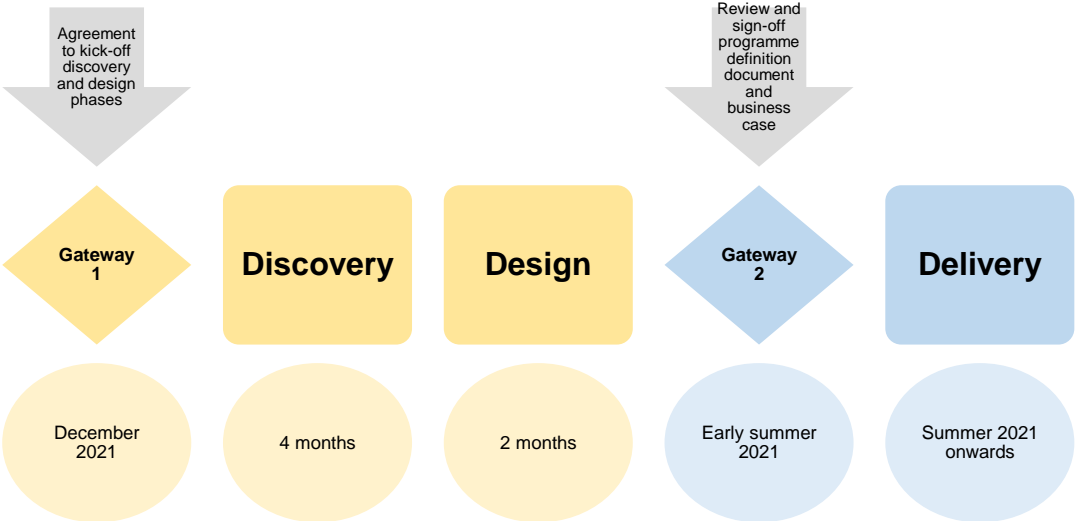 Agreement
to kick-off
discovery
and design
phases
Review and
sign-off
programme
definition
document
and
business
case
Gateway
1
Discovery
Design
Gateway
2
Delivery
December
2021
4 months
2 months
Early summer
2021
Summer 2021
onwards